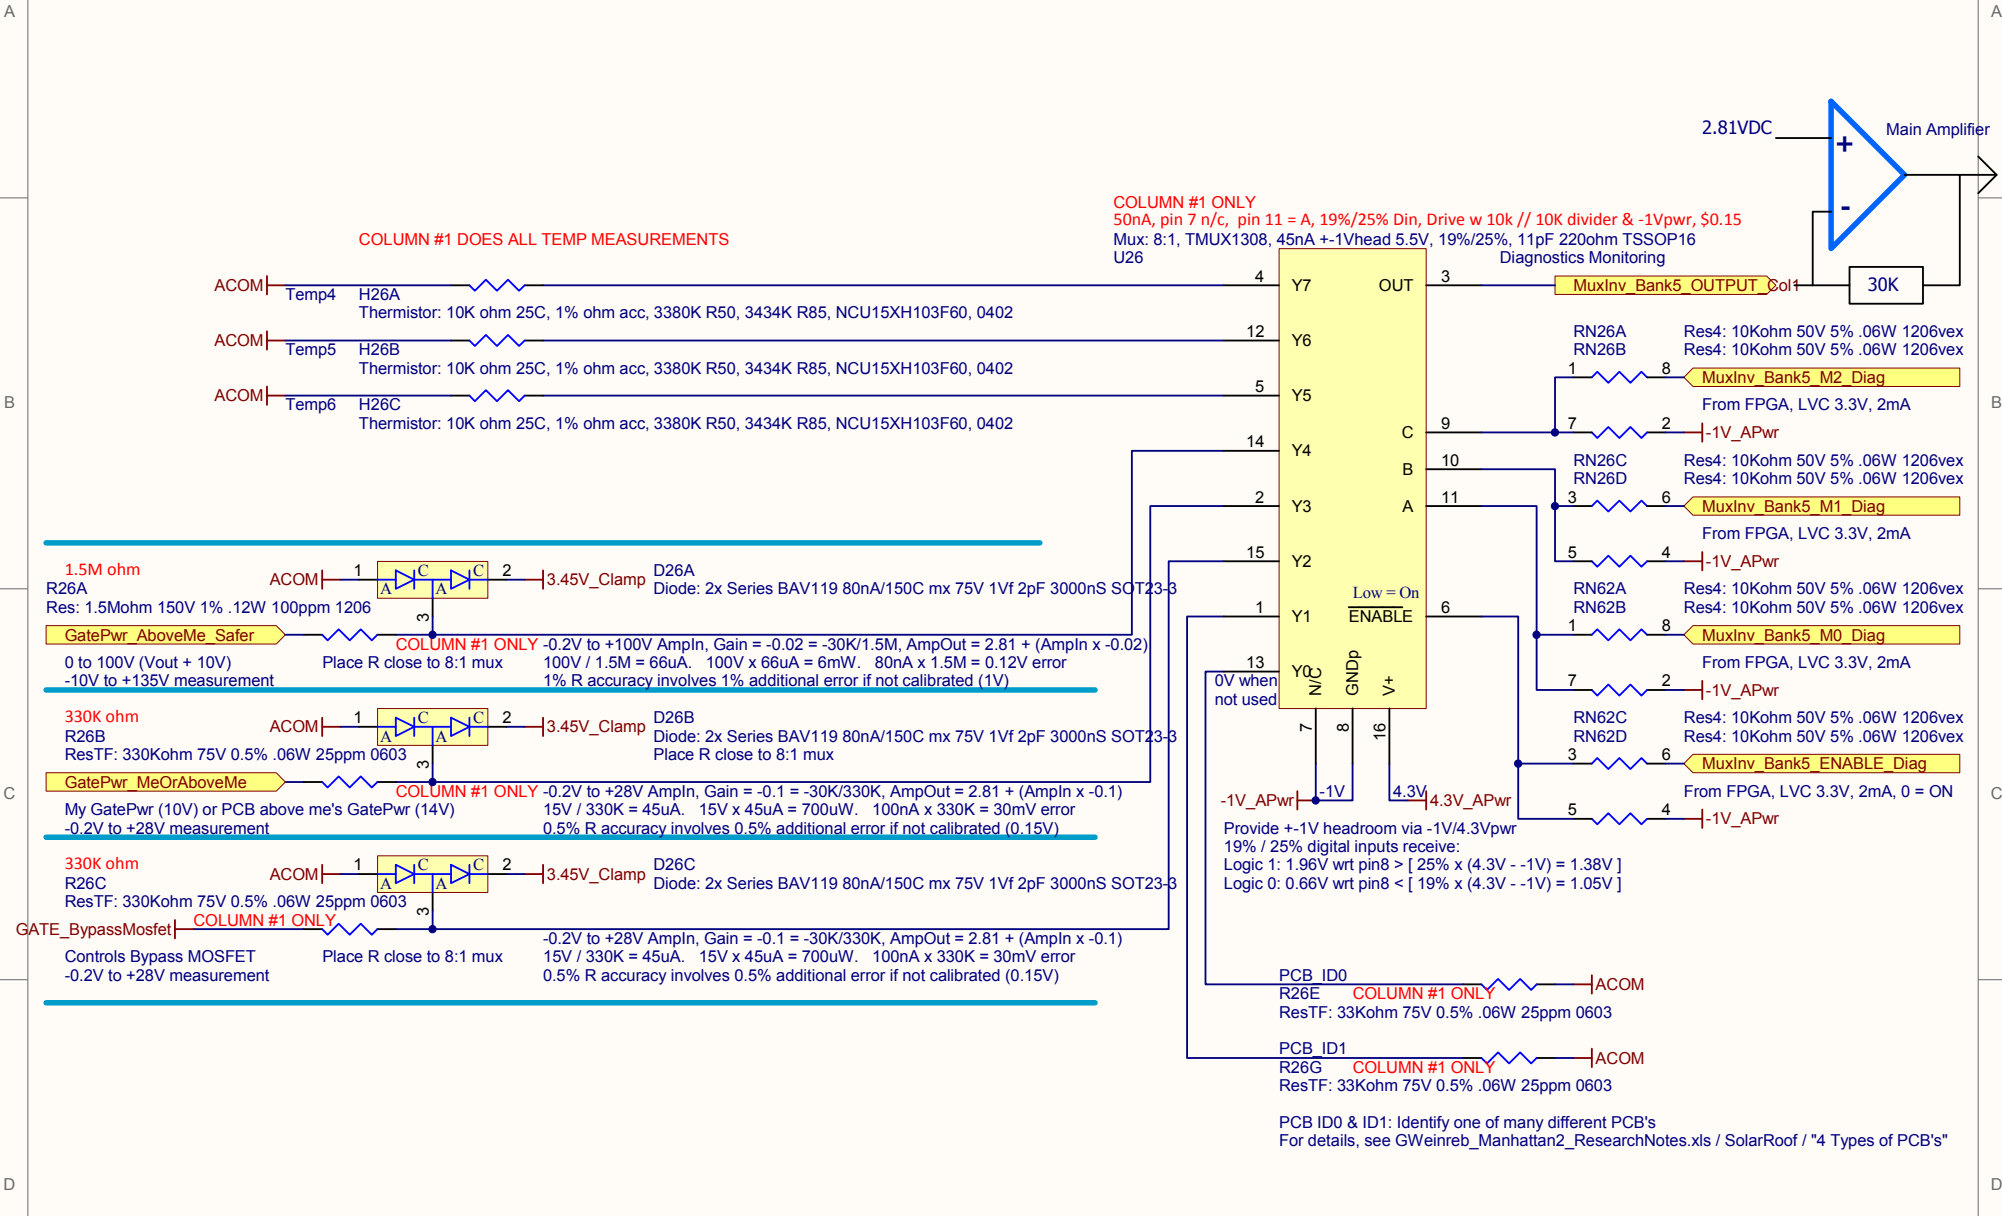 A
A
2.81VDC
Main Amplifier
+
-
COLUMN #1 ONLY
50nA, pin 7 n/c,  pin 11 = A, 19%/25% Din, Drive w 10k // 10K divider & -1Vpwr, $0.15
COLUMN #1 DOES ALL TEMP MEASUREMENTS
Mux: 8:1, TMUX1308, 45nA +-1Vhead 5.5V, 19%/25%, 11pF 220ohm TSSOP16
U26
Diagnostics Monitoring
ACOM
Temp4
H26A
Thermistor: 10K ohm 25C, 1% ohm acc, 3380K R50, 3434K R85, NCU15XH103F60, 0402
4
Y7
OUT
3
MuxInv_Bank5_OUTPUT_Col1
30K
ACOM
Temp5
H26B
Thermistor: 10K ohm 25C, 1% ohm acc, 3380K R50, 3434K R85, NCU15XH103F60, 0402
12
Y6
RN26A
Res4: 10Kohm 50V 5% .06W 1206vex
RN26B
Res4: 10Kohm 50V 5% .06W 1206vex
1
8
MuxInv_Bank5_M2_Diag
From FPGA, LVC 3.3V, 2mA
ACOM
Temp6
H26C
Thermistor: 10K ohm 25C, 1% ohm acc, 3380K R50, 3434K R85, NCU15XH103F60, 0402
5
Y5
B
B
C
9
7
2
-1V_APwr
14
Y4
B
10
RN26C
Res4: 10Kohm 50V 5% .06W 1206vex
RN26D
Res4: 10Kohm 50V 5% .06W 1206vex
2
Y3
A
11
3
6
MuxInv_Bank5_M1_Diag
From FPGA, LVC 3.3V, 2mA
15
Y2
5
4
-1V_APwr
1.5M ohm
R26A
Res: 1.5Mohm 150V 1% .12W 100ppm 1206
ACOM
1
A
C
A
C
2
3.45V_Clamp
3
D26A
Diode: 2x Series BAV119 80nA/150C mx 75V 1Vf 2pF 3000nS SOT23-3
GatePwr_AboveMe_Safer
0 to 100V (Vout + 10V)
-10V to +135V measurement
Place R close to 8:1 mux
COLUMN #1 ONLY
-0.2V to +100V AmpIn, Gain = -0.02 = -30K/1.5M, AmpOut = 2.81 + (AmpIn x -0.02)
100V / 1.5M = 66uA.   100V x 66uA = 6mW.   80nA x 1.5M = 0.12V error
1% R accuracy involves 1% additional error if not calibrated (1V)
1
Y1
Low = On
ENABLE
6
RN62A
Res4: 10Kohm 50V 5% .06W 1206vex
RN62B
Res4: 10Kohm 50V 5% .06W 1206vex
1
8
MuxInv_Bank5_M0_Diag
From FPGA, LVC 3.3V, 2mA
7
2
-1V_APwr
13
Y0
0V when
not used
N/C
GNDp
V+
7
8
16
330K ohm
R26B
ResTF: 330Kohm 75V 0.5% .06W 25ppm 0603
ACOM
1
A
C
A
C
2
3.45V_Clamp
3
D26B
Diode: 2x Series BAV119 80nA/150C mx 75V 1Vf 2pF 3000nS SOT23-3
Place R close to 8:1 mux
GatePwr_MeOrAboveMe
My GatePwr (10V) or PCB above me's GatePwr (14V)
-0.2V to +28V measurement
COLUMN #1 ONLY
-0.2V to +28V AmpIn, Gain = -0.1 = -30K/330K, AmpOut = 2.81 + (AmpIn x -0.1)
15V / 330K = 45uA.   15V x 45uA = 700uW.   100nA x 330K = 30mV error
0.5% R accuracy involves 0.5% additional error if not calibrated (0.15V)
RN62C
Res4: 10Kohm 50V 5% .06W 1206vex
RN62D
Res4: 10Kohm 50V 5% .06W 1206vex
3
6
MuxInv_Bank5_ENABLE_Diag
From FPGA, LVC 3.3V, 2mA, 0 = ON
5
4
-1V_APwr
C
C
-1V_APwr
-1V
4.3V
4.3V_APwr
Provide +-1V headroom via -1V/4.3Vpwr
19% / 25% digital inputs receive:
Logic 1: 1.96V wrt pin8 > [ 25% x (4.3V - -1V) = 1.38V ]
Logic 0: 0.66V wrt pin8 < [ 19% x (4.3V - -1V) = 1.05V ]
330K ohm
R26C
ResTF: 330Kohm 75V 0.5% .06W 25ppm 0603
ACOM
1
A
C
A
C
2
3.45V_Clamp
3
D26C
Diode: 2x Series BAV119 80nA/150C mx 75V 1Vf 2pF 3000nS SOT23-3
GATE_BypassMosfet
COLUMN #1 ONLY
Controls Bypass MOSFET
-0.2V to +28V measurement
Place R close to 8:1 mux
-0.2V to +28V AmpIn, Gain = -0.1 = -30K/330K, AmpOut = 2.81 + (AmpIn x -0.1)
15V / 330K = 45uA.   15V x 45uA = 700uW.   100nA x 330K = 30mV error
0.5% R accuracy involves 0.5% additional error if not calibrated (0.15V)
PCB_ID0
R26E
COLUMN #1 ONLY
ACOM
ResTF: 33Kohm 75V 0.5% .06W 25ppm 0603
PCB_ID1
R26G
COLUMN #1 ONLY
ACOM
ResTF: 33Kohm 75V 0.5% .06W 25ppm 0603
PCB ID0 & ID1: Identify one of many different PCB's
For details, see GWeinreb_Manhattan2_ResearchNotes.xls / SolarRoof / "4 Types of PCB's"
D
D